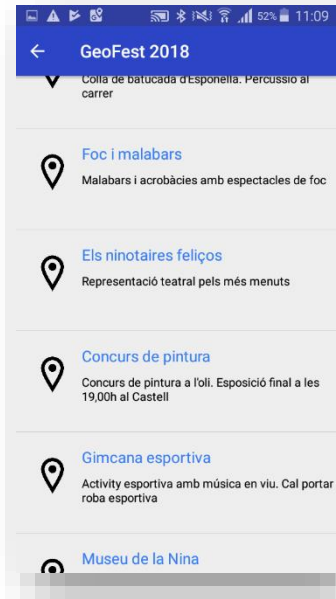 52% 11:09
GeoFest 2018
Colla de batucada d'Esponellà. Percussió al
carrer
Foc i malabars
Malabars i acrobàcies amb espectacles de foc
Els ninotaires feliços
Representació teatral pels més menuts
Concurs de pintura
Concurs de pintura a l'oli. Esposició final a les
19,00h al Castell
Gimcana esportiva
Activity esportiva amb música en viu. Cal portar
roba esportiva
Museu de la Nina